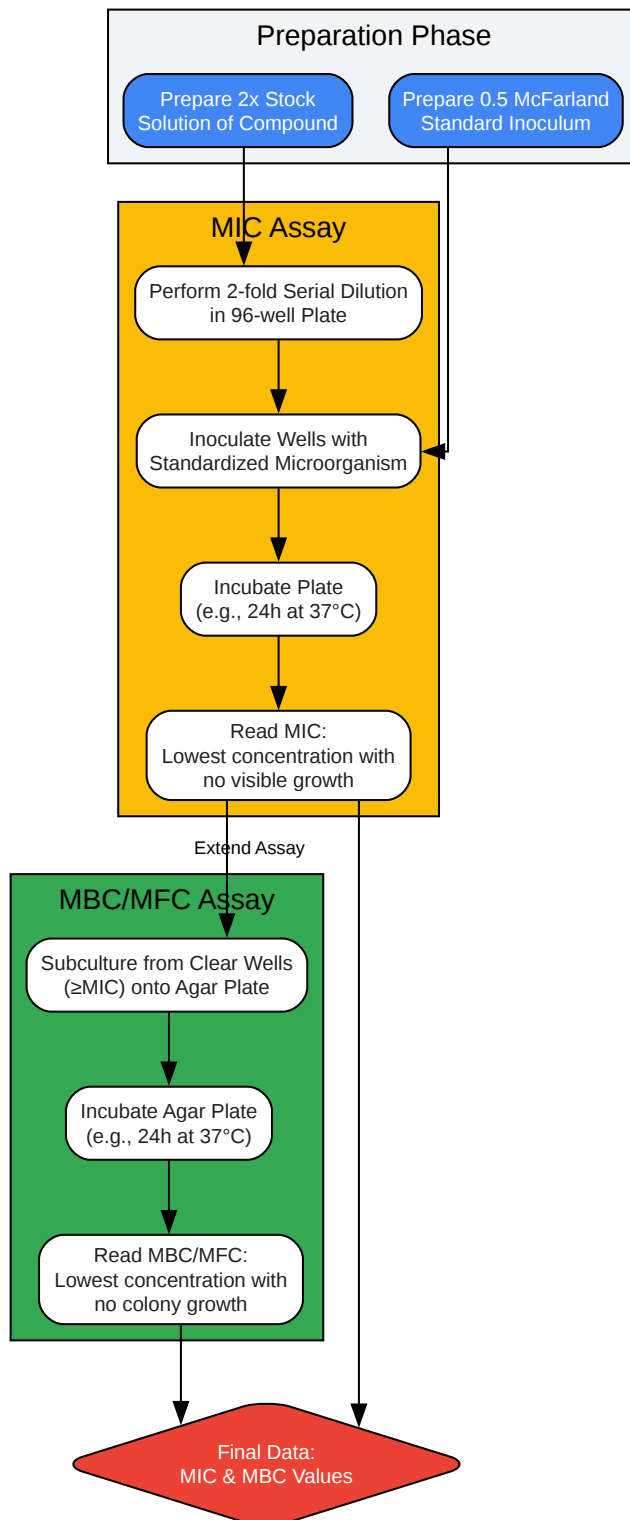 Preparation Phase
Prepare 2x Stock
Solution of Compound
Prepare 0.5 McFarland
Standard Inoculum
MIC Assay
Perform 2-fold Serial Dilution
in 96-well Plate
Inoculate Wells with
Standardized Microorganism
Incubate Plate
(e.g., 24h at 37°C)
Read MIC:
Lowest concentration with
no visible growth
Extend Assay
MBC/MFC Assay
Subculture from Clear Wells
(≥MIC) onto Agar Plate
Incubate Agar Plate
(e.g., 24h at 37°C)
Read MBC/MFC:
Lowest concentration with
no colony growth
Final Data:
MIC & MBC Values